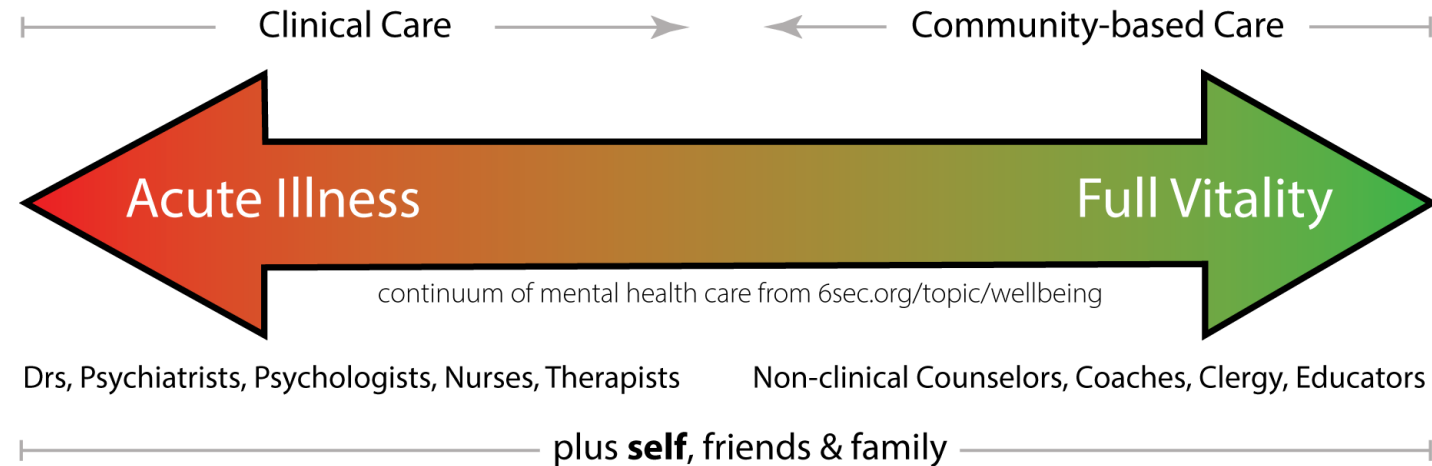 Clinical Care
Community-based Care
Acute Illness
Full Vitality
continuum of mental health care from 6sec.org/topic/wellbeing
Drs, Psychiatrists, Psychologists, Nurses, Therapists
Non-clinical Counselors, Coaches, Clergy, Educators
plus self, friends & family